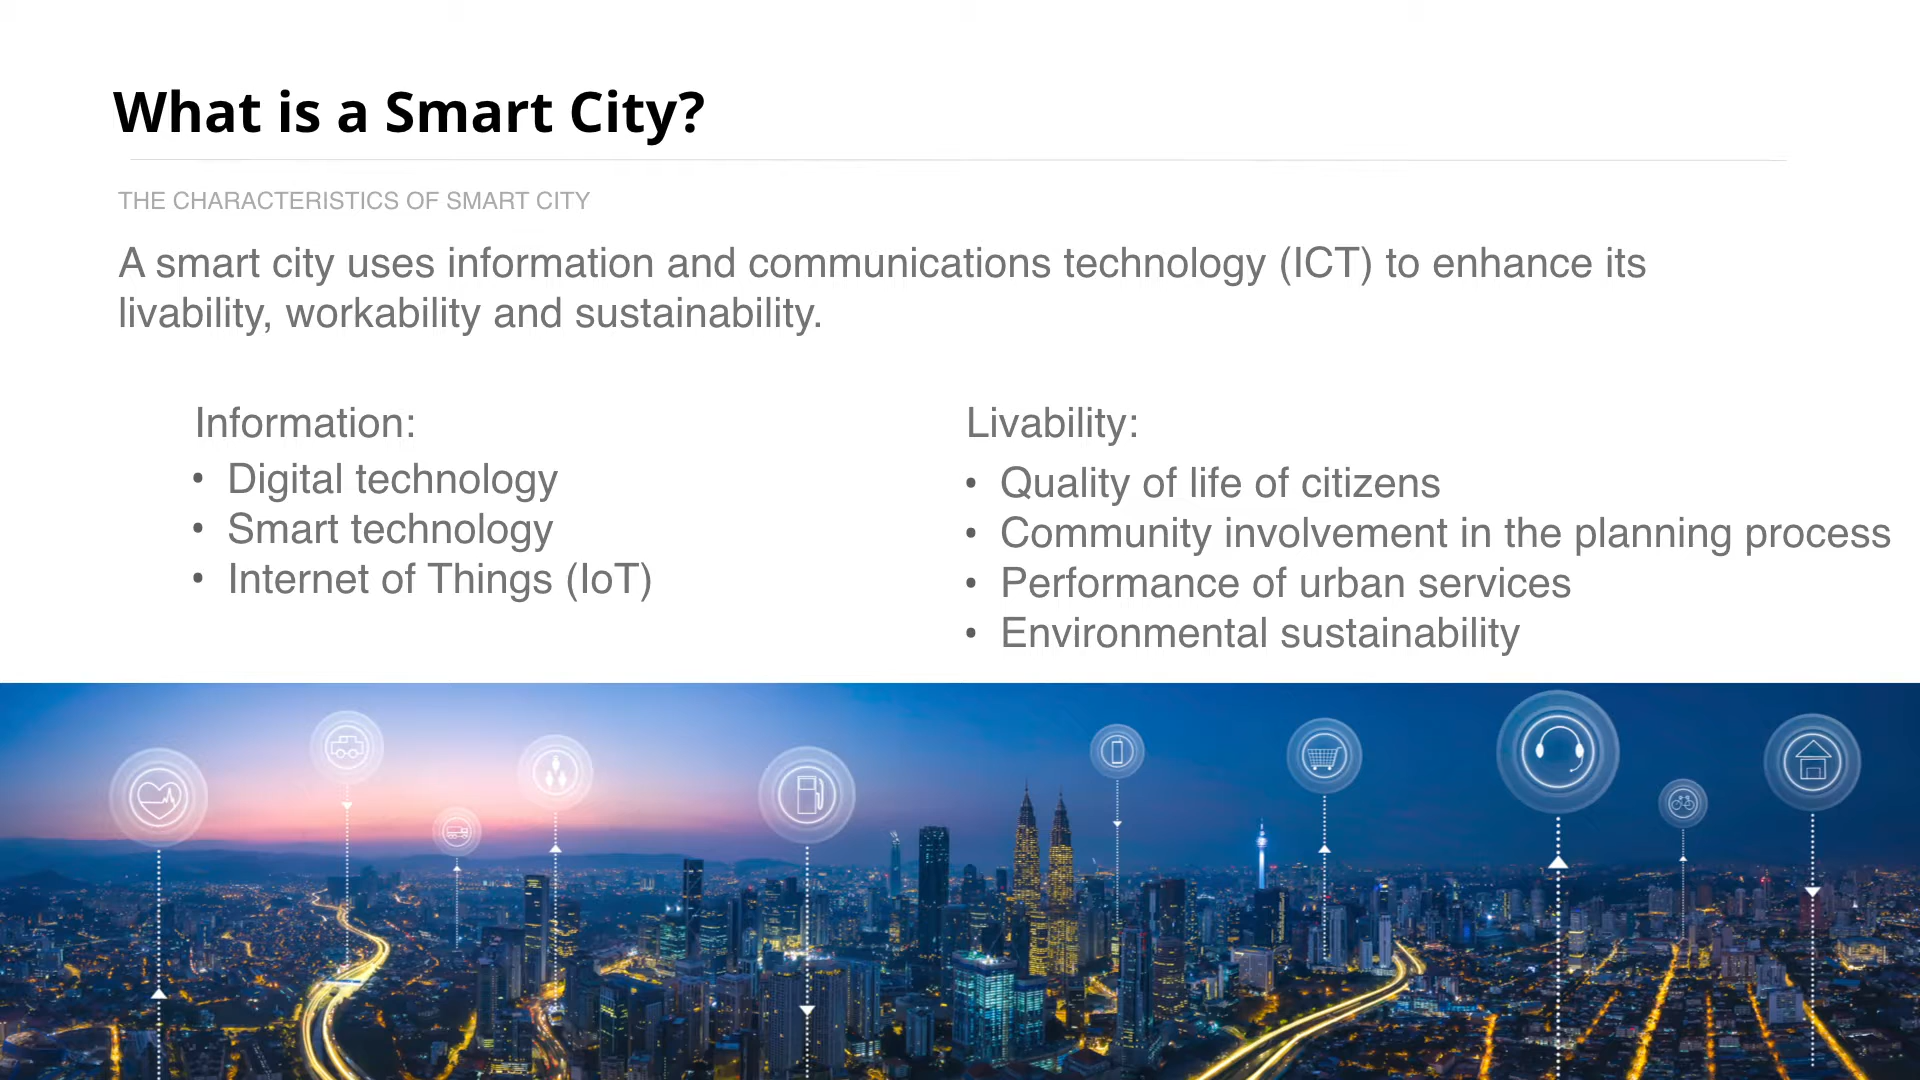 What is a Smart City?
THE CHARACTERISTICS OF SMART CITY
A smart city uses information and communications technology (ICT) to enhance its
livability, workability and sustainability.
Information:
• Digital technology
• Smart technology
• Internet of Things (IoT)
Livability:
• Quality of life of citizens
• Community involvement in the planning process
• Performance of urban services
• Environmental sustainability